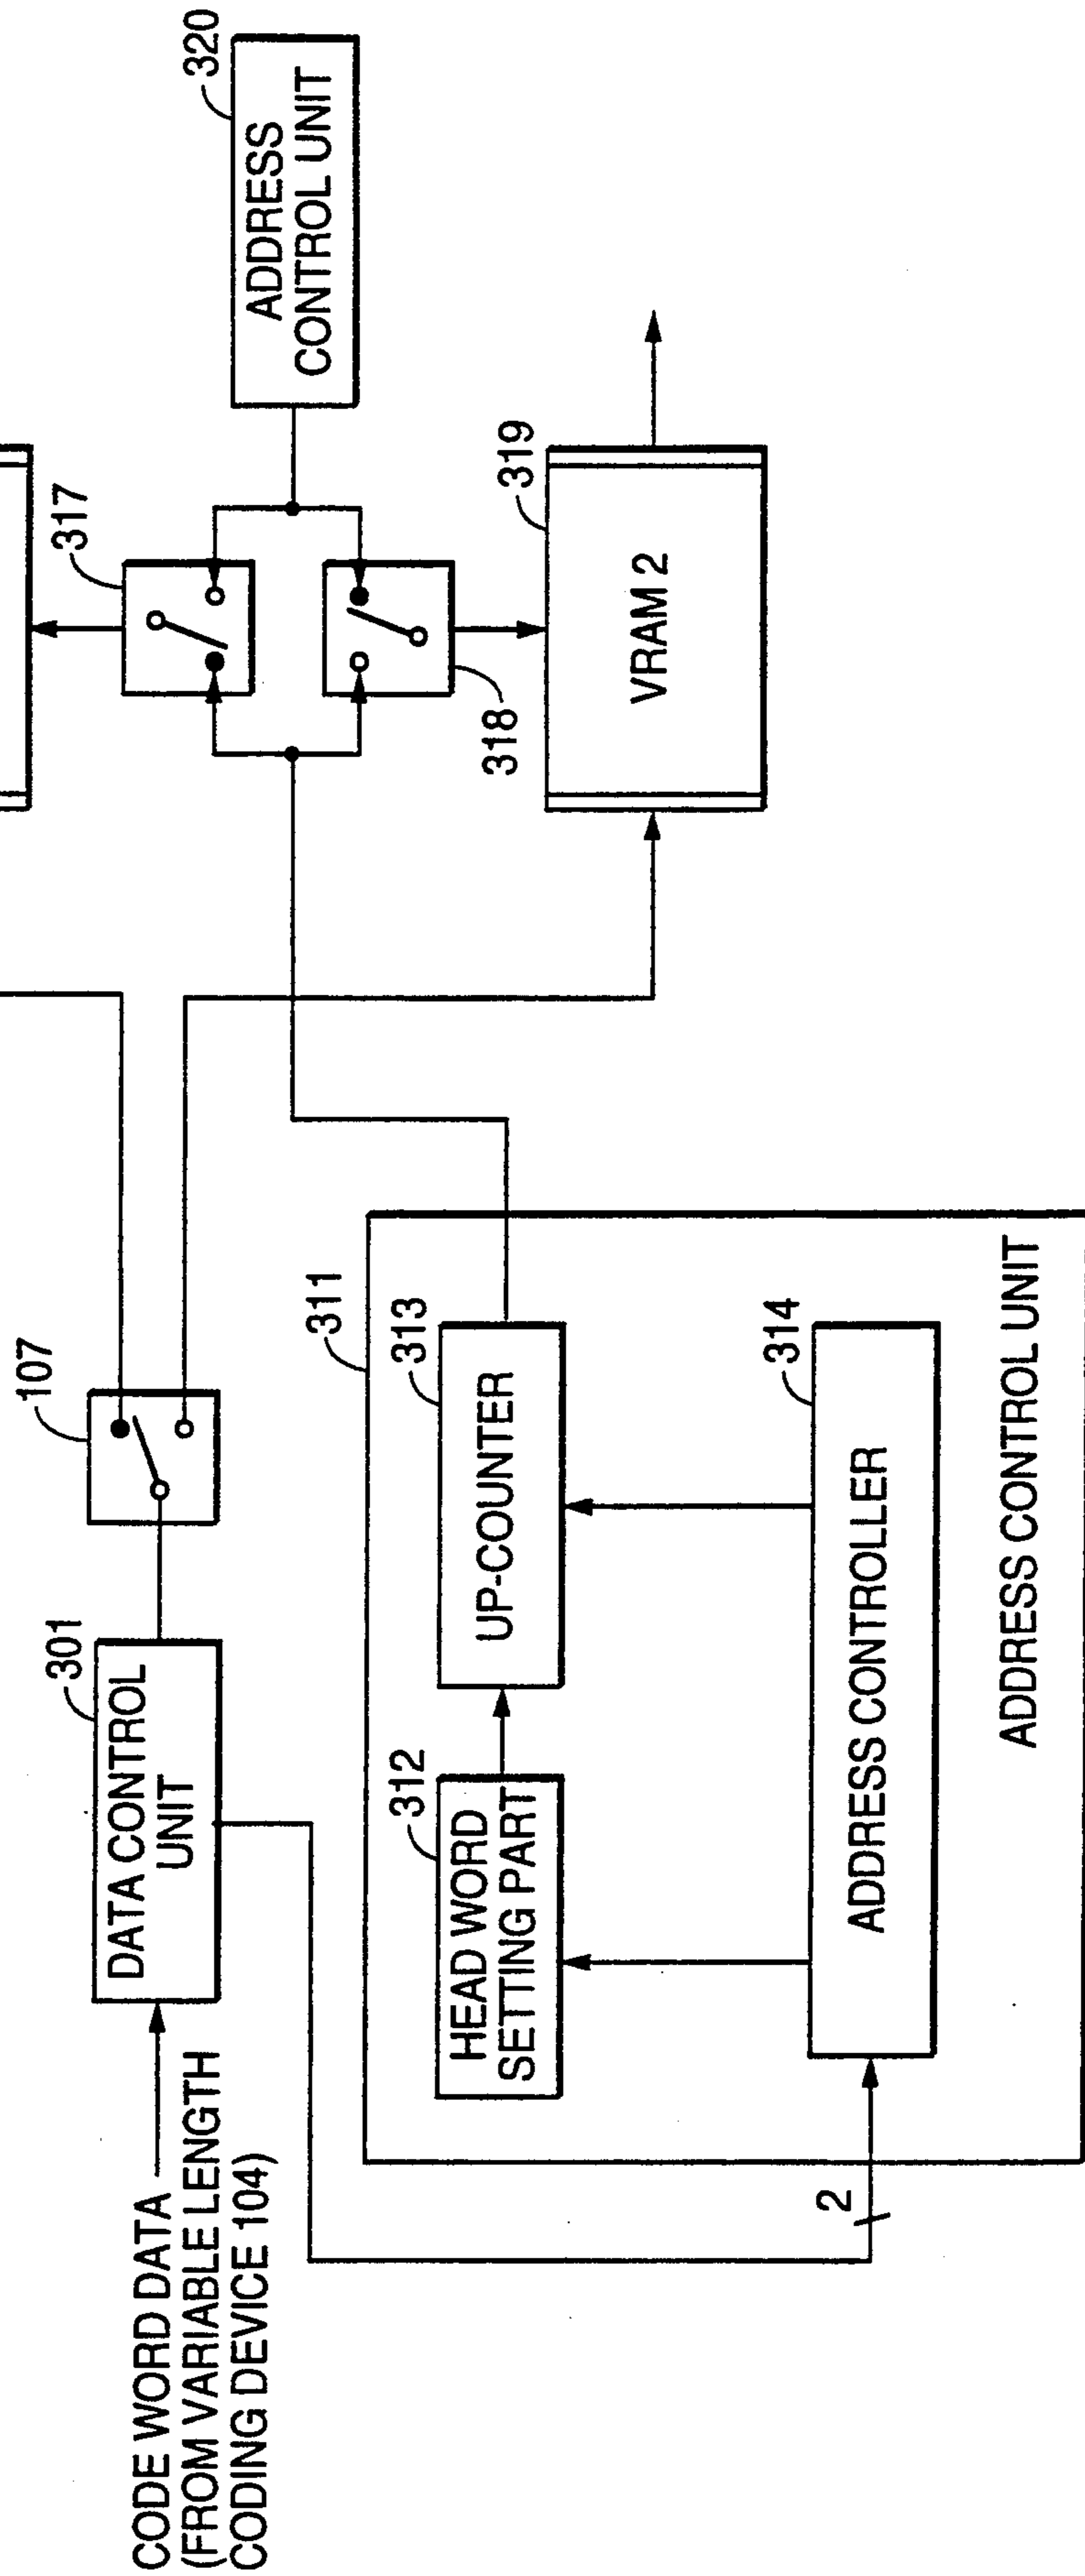 CODE WORD DATA
(FROM VARIABLE LENGTH
CODING DEVICE 104)
301
DATA CONTROL
UNIT
107
317
320
ADDRESS
CONTROL UNIT
318
319
VRAM 2
311
312
HEAD WORD
SETTING PART
313
UP-COUNTER
314
ADDRESS CONTROLLER
2
ADDRESS CONTROL UNIT